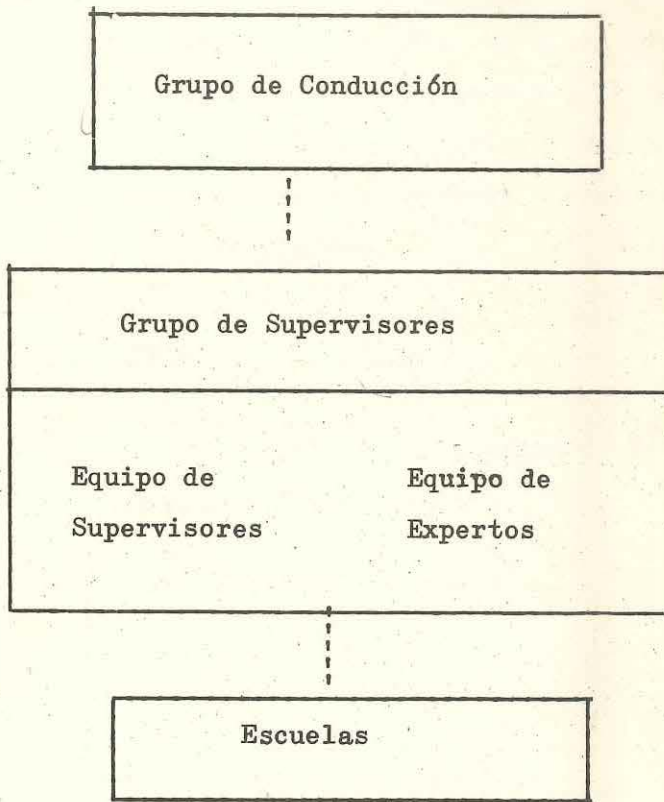 Grupo de Conducción
Grupo de Supervisores
Equipo de
Supervisores
Equipo de
Expertos
Escuelas